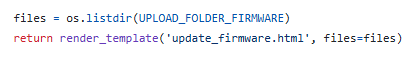 files = os.listdir(UPLOAD_FOLDER_FIRMWARE)
return render_template('update_firmware.html', files=files)